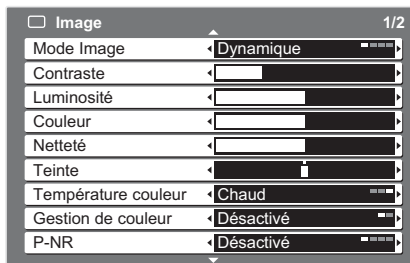 Image 1/2
Mode Image Dynamique
Contraste
Luminosité
Couleur
Netteté
Teinte
Température couleur Chaud
Gestion de couleur Désactivé
P-NR Désactivé